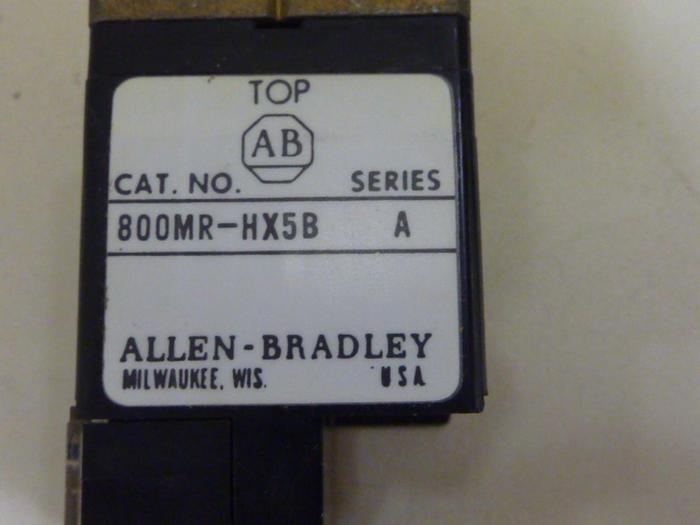 TOP
AB
CAT. NO. SERIES
800MR-HX5B A
ALLEN-BRADLEY
MILWAUKEE, WIS. USA